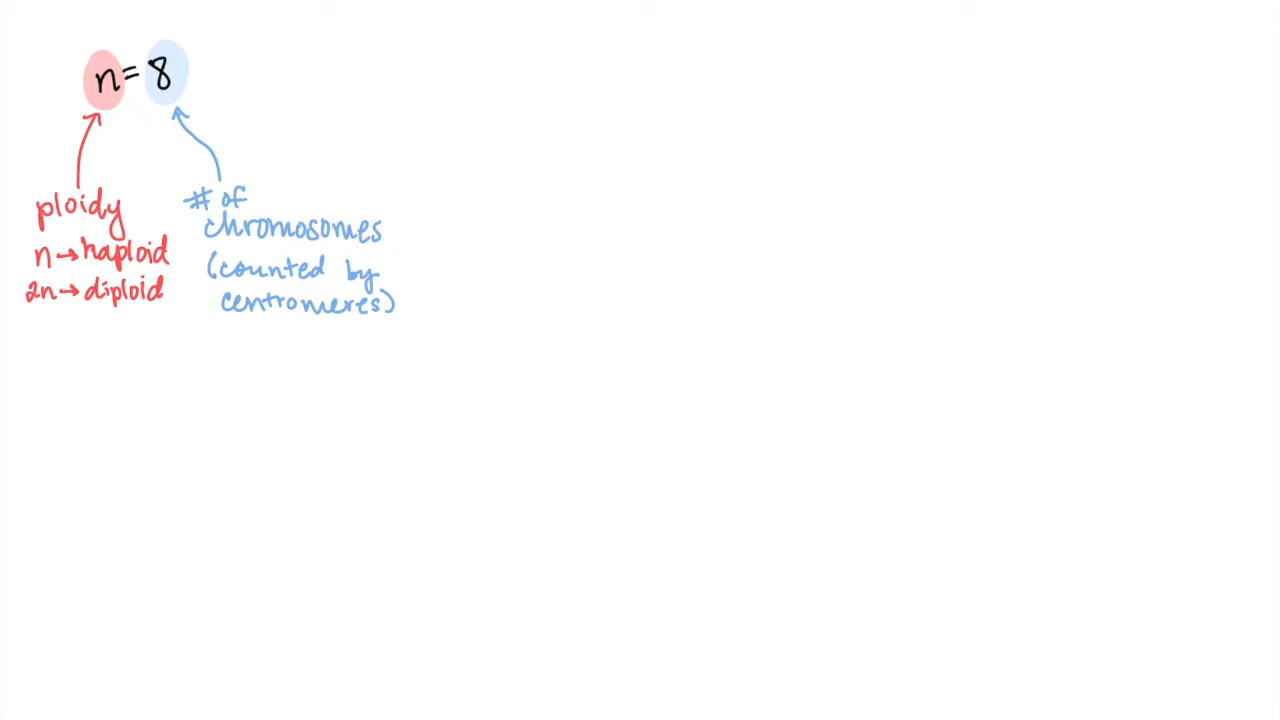 n = 8
ploidy
n → haploid
2n → diploid
# of
chromosomes
(counted by
centromeres)